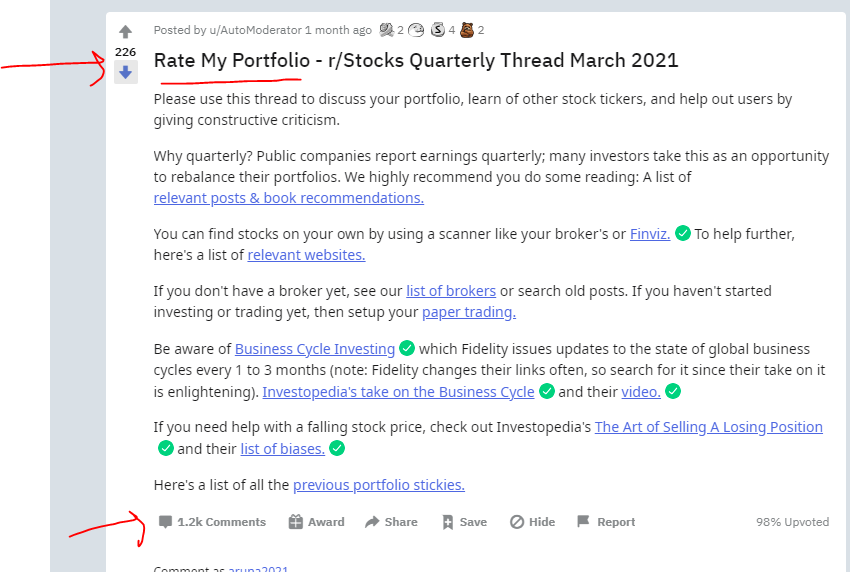 Posted by u/AutoModerator 1 month ago 2 4 2
226
Rate My Portfolio - r/Stocks Quarterly Thread March 2021
Please use this thread to discuss your portfolio, learn of other stock tickers, and help out users by
giving constructive criticism.
Why quarterly? Public companies report earnings quarterly; many investors take this as an opportunity
to rebalance their portfolios. We highly recommend you do some reading: A list of
relevant posts & book recommendations.
You can find stocks on your own by using a scanner like your broker's or Finviz. To help further,
here's a list of relevant websites.
If you don't have a broker yet, see our list of brokers or search old posts. If you haven't started
investing or trading yet, then setup your paper trading.
Be aware of Business Cycle Investing which Fidelity issues updates to the state of global business
cycles every 1 to 3 months (note: Fidelity changes their links often, so search for it since their take on it
is enlightening). Investopedia's take on the Business Cycle and their video.
If you need help with a falling stock price, check out Investopedia's The Art of Selling A Losing Position
and their list of biases.
Here's a list of all the previous portfolio stickies.
1.2k Comments Award Share Save Hide Report 98% Upvoted
Comment as aruna2021